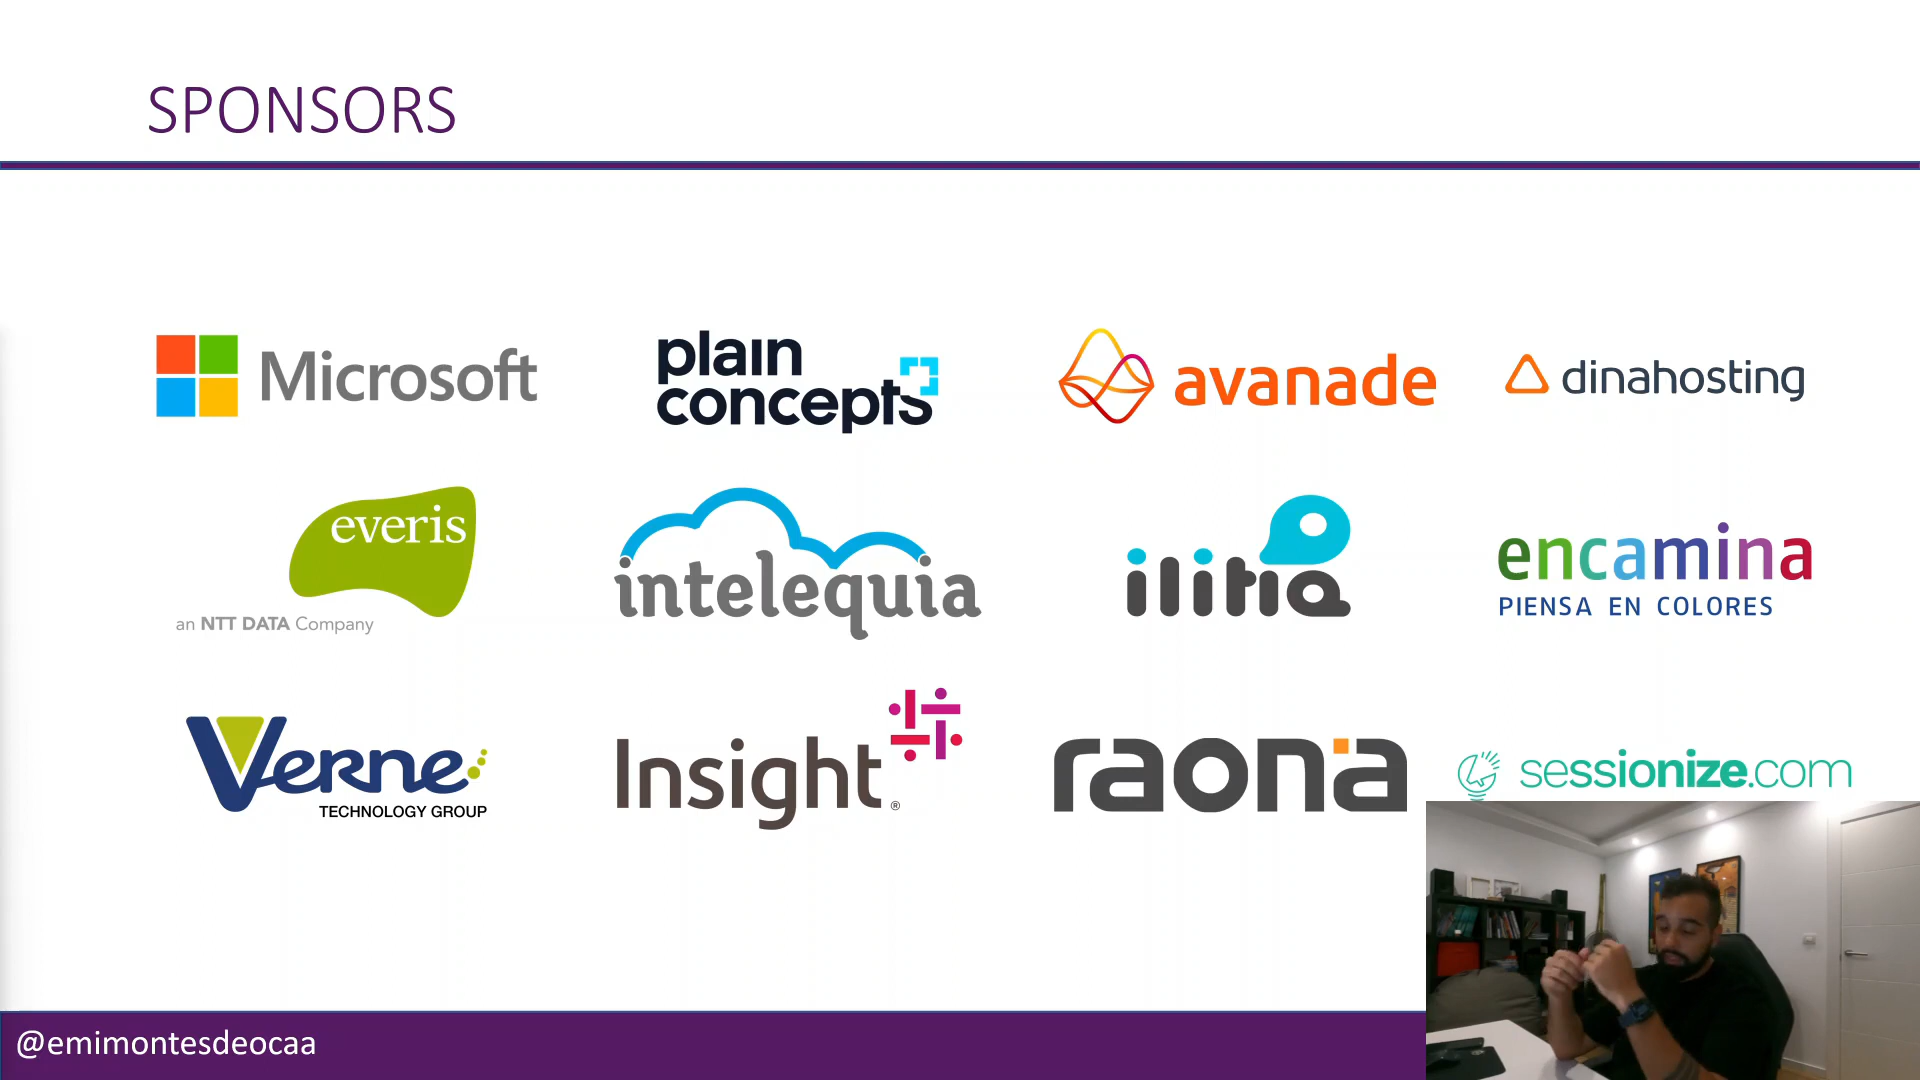 SPONSORS
Microsoft
plain
concepts
avanade
dinahosting
everis
an NTT DATA Company
intelequia
ilitia
encamina
PIENSA EN COLORES
Verne
TECHNOLOGY GROUP
Insight®
raona
sessionize.com
@emimontesdeocaa